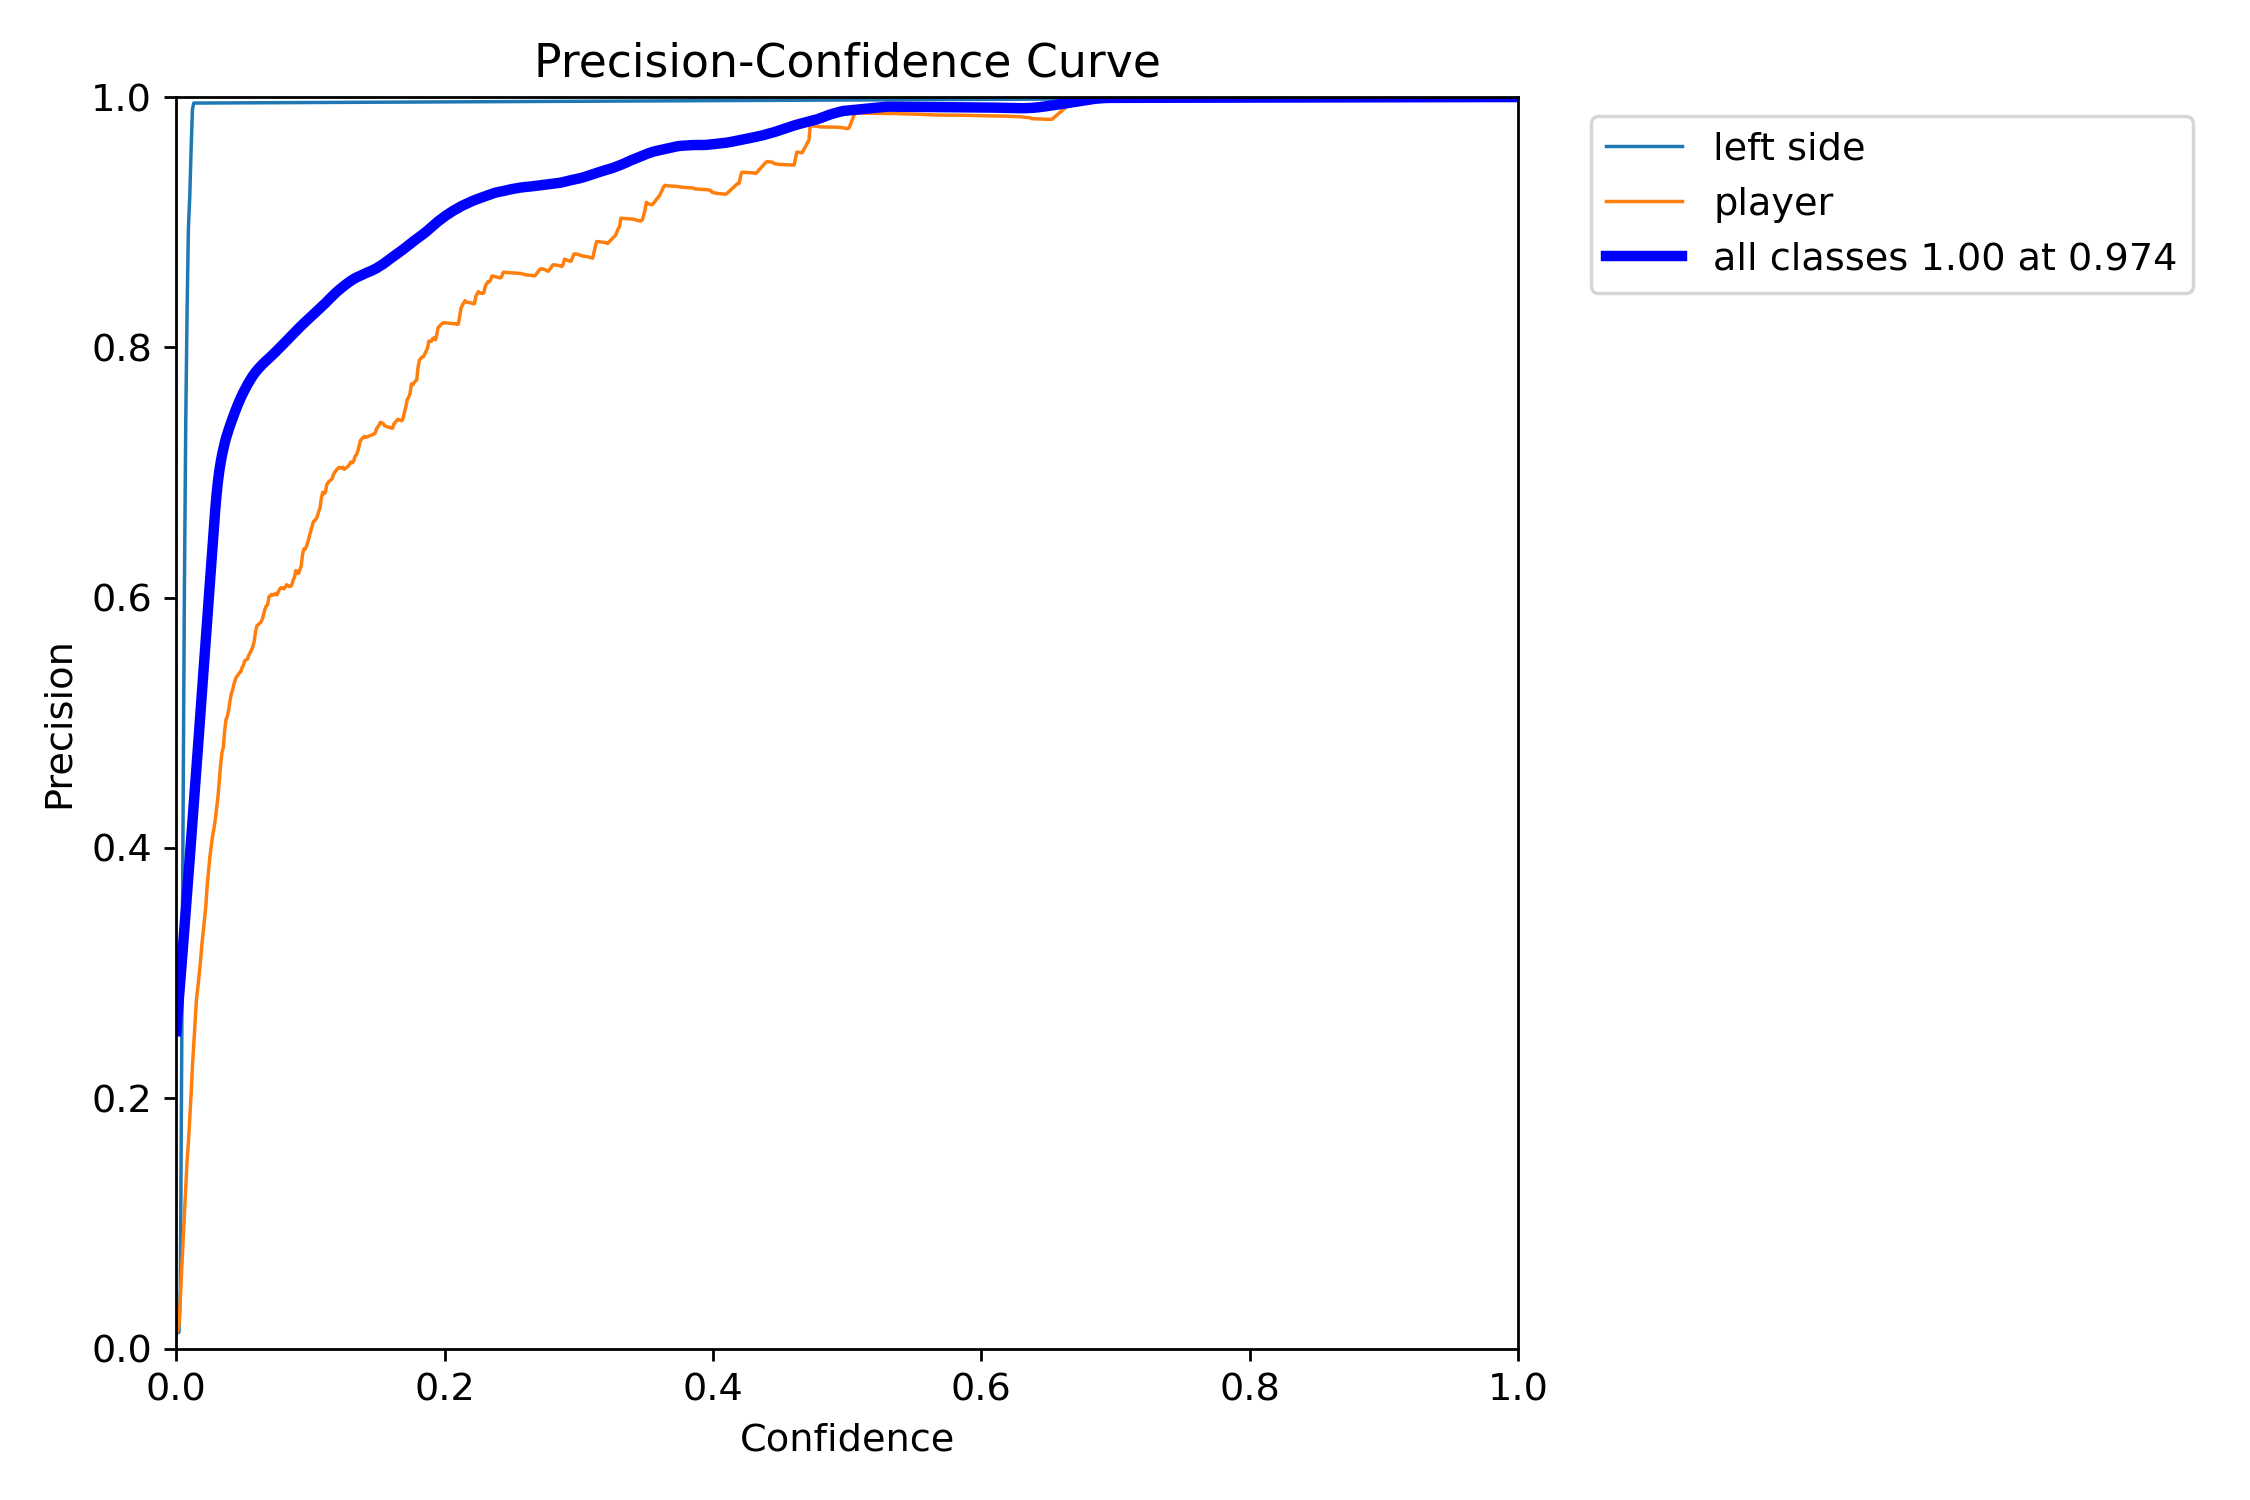 Precision-Confidence Curve
1.0
0.8
0.6
0.4
0.2
0.0
Precision
0.0 0.2 0.4 0.6 0.8 1.0
Confidence
left side
player
all classes 1.00 at 0.974